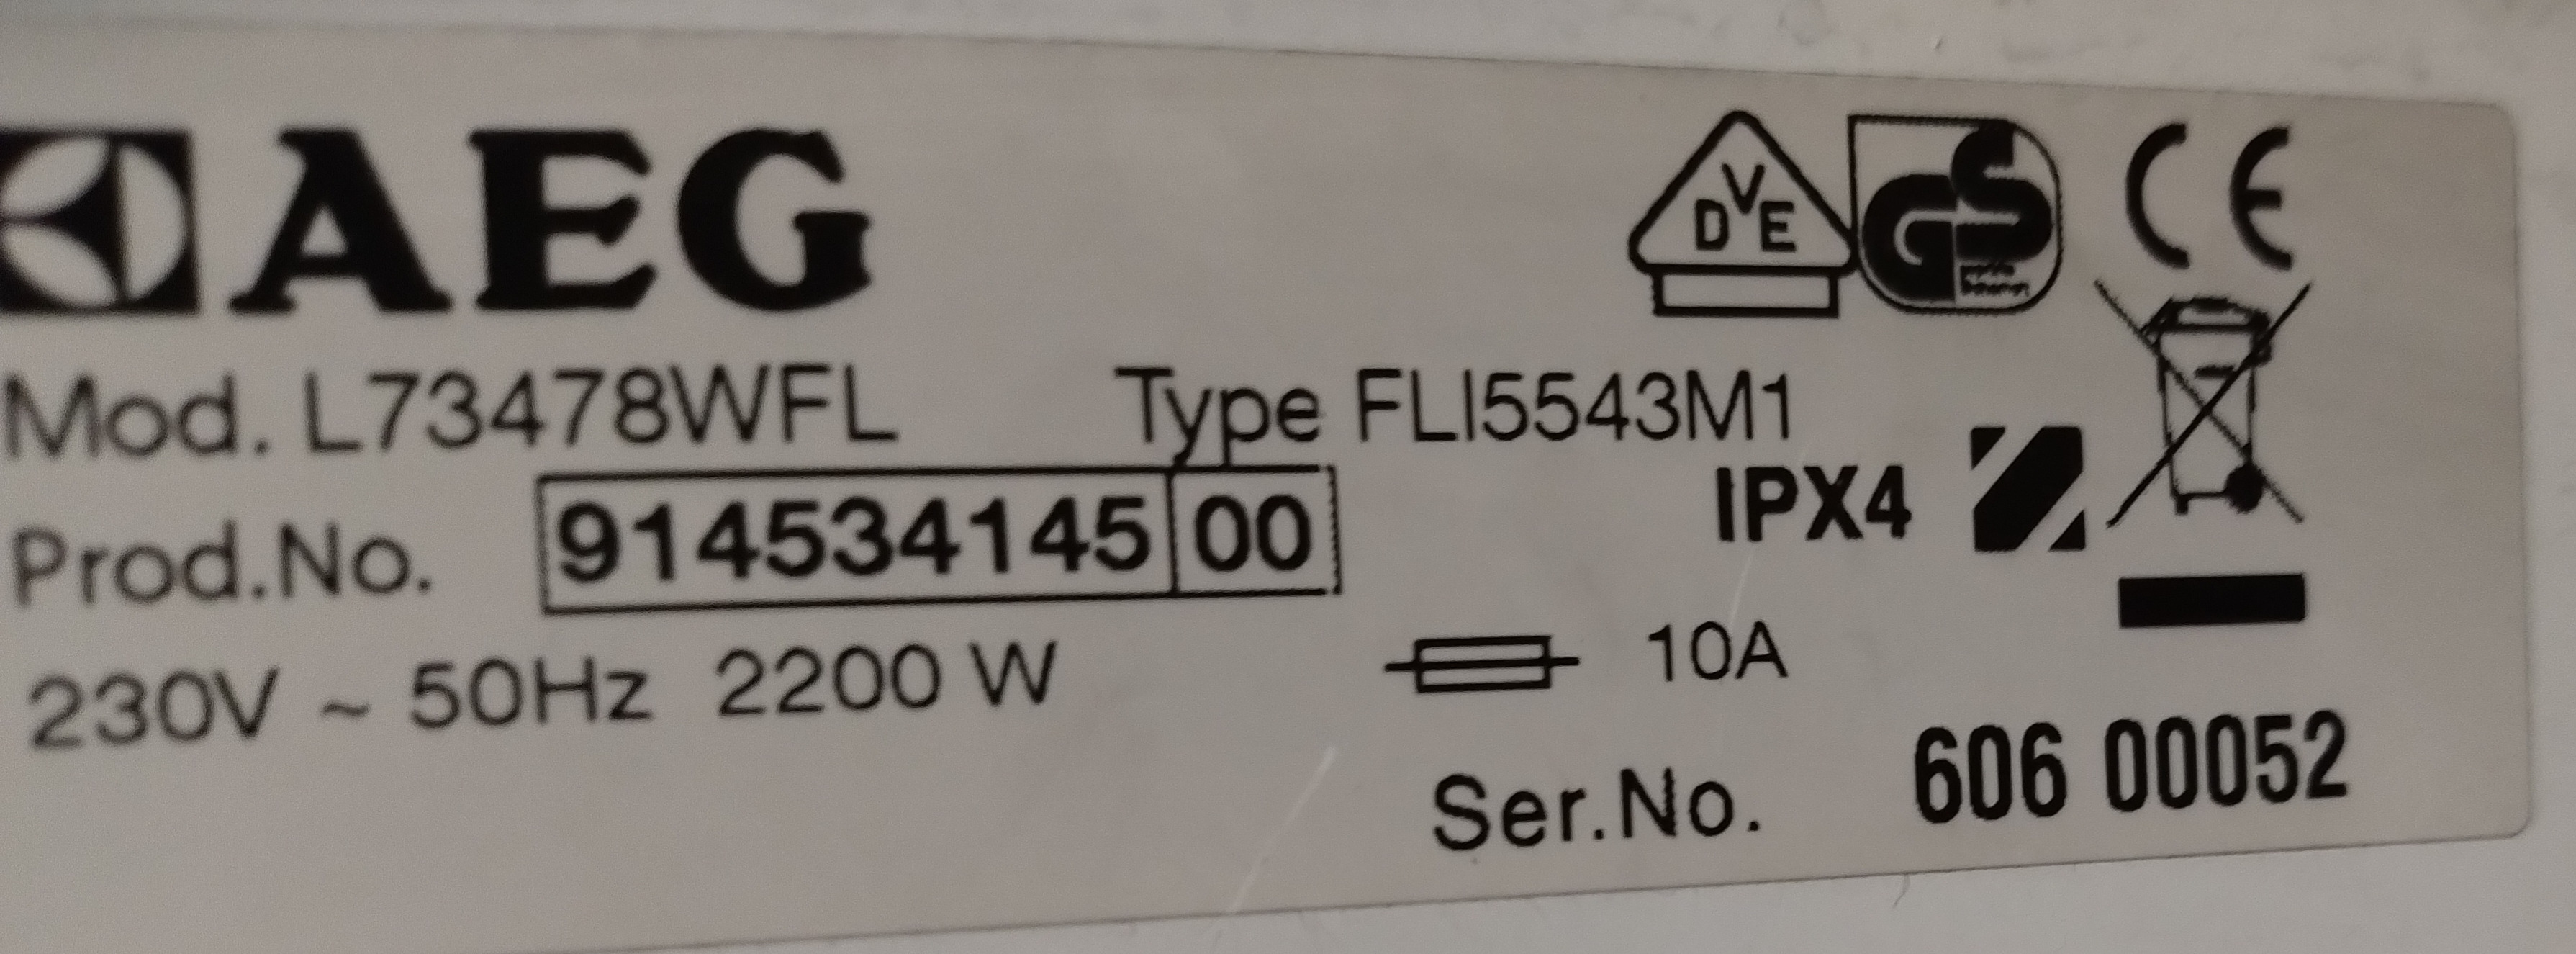 AEG
DVE GS CE
Mod. L73478WFL Type FLI5543M1
Prod.No. 914534145 00 IPX4
230V ~ 50Hz 2200 W 10A
Ser.No. 606 00052